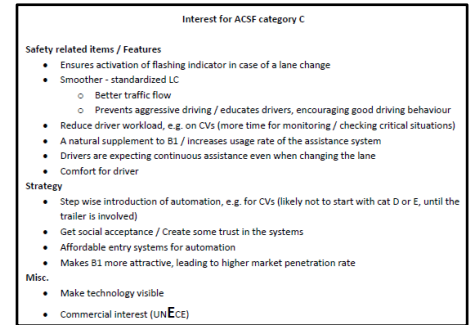 Interest for ACSF category C
Safety related items / Features
• Ensures activation of flashing indicator in case of a lane change
• Smoother - standardized LC
o Better traffic flow
o Prevents aggressive driving / educates drivers, encouraging good driving behaviour
• Reduce driver workload, e.g. on CVs (more time for monitoring / checking critical situations)
• A natural supplement to B1 / increases usage rate of the assistance system
• Drivers are expecting continuous assistance even when changing the lane
• Comfort for driver
Strategy
• Step wise introduction of automation, e.g. for CVs (likely not to start with cat D or E, until the
trailer is involved)
• Get social acceptance / Create some trust in the systems
• Affordable entry systems for automation
• Makes B1 more attractive, leading to higher market penetration rate
Misc.
• Make technology visible
• Commercial interest (UNECE)